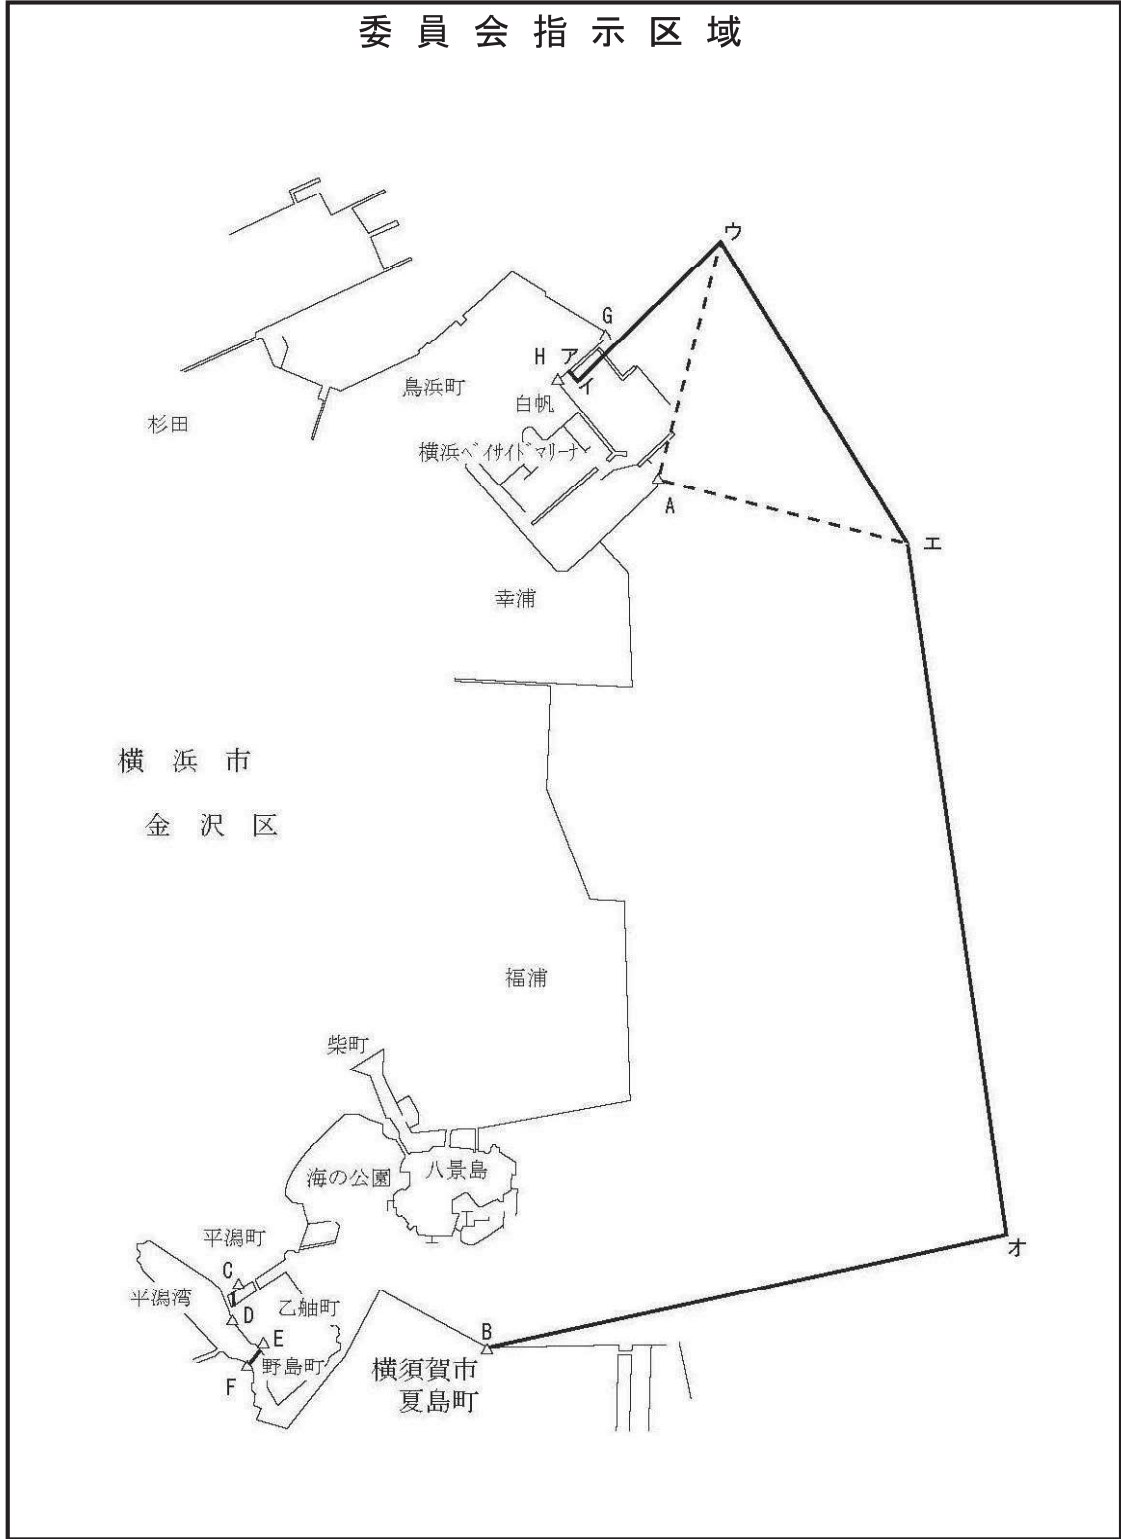 委員会指示区域
ウ
G
H ア
イ
鳥浜町
白帆
杉田
横浜ベイサイドマリーナ
A
エ
幸浦
横浜市
金沢区
福浦
柴町
八景島
海の公園
平潟町
オ
C
平潟湾
D
乙舳町
B
E
野島町
F
横須賀市
夏島町